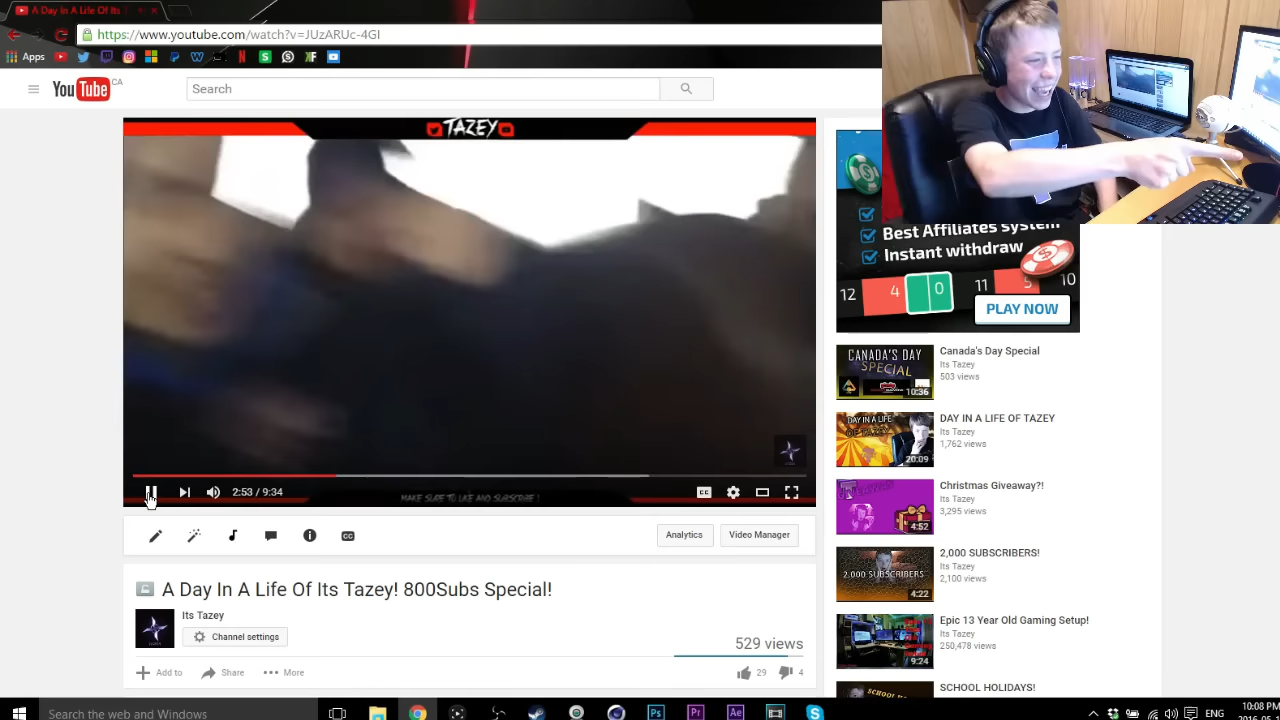 A Day In A Life Of Its
https://www.youtube.com/watch?v=JUzARUc-4GI
Apps
You Tube CA
Search
TAZEY
MAKE SURE TO LIKE AND SUBSCRIBE !
2:53 / 9:34
CC
Analytics
Video Manager
A Day In A Life Of Its Tazey! 800Subs Special!
Its Tazey
Channel settings
529 views
Add to
Share
More
29
4
Best Affiliates system
Instant withdraw
12
4
0
11
5
10
PLAY NOW
CANADA'S DAY
SPECIAL
10:36
Canada's Day Special
Its Tazey
503 views
DAY IN A LIFE
OF TAZEY
20:09
DAY IN A LIFE OF TAZEY
Its Tazey
1,762 views
4:52
Christmas Giveaway?!
Its Tazey
3,295 views
2,000 SUBSCRIBERS!
4:22
2,000 SUBSCRIBERS!
Its Tazey
2,100 views
9:24
Epic 13 Year Old Gaming Setup!
Its Tazey
250,478 views
SCHOOL HOLIDAYS!
Search the web and Windows
Ps
Pr
Ae
ENG
10:08 PM